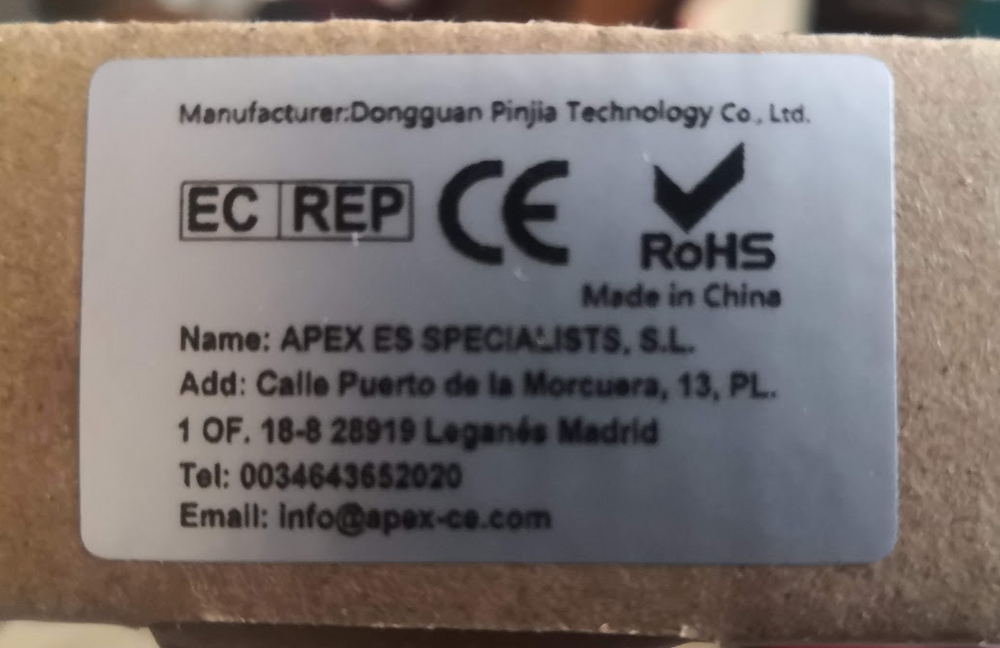 Manufacturer:Dongguan Pinjia Technology Co., Ltd.
EC REP CE
RoHS
Made in China
Name: APEX ES SPECIALISTS, S.L.
Add: Calle Puerto de la Morcuera, 13, PL.
1 OF. 18-8 28919 Leganés Madrid
Tel: 0034643652020
Email: info@apex-ce.com